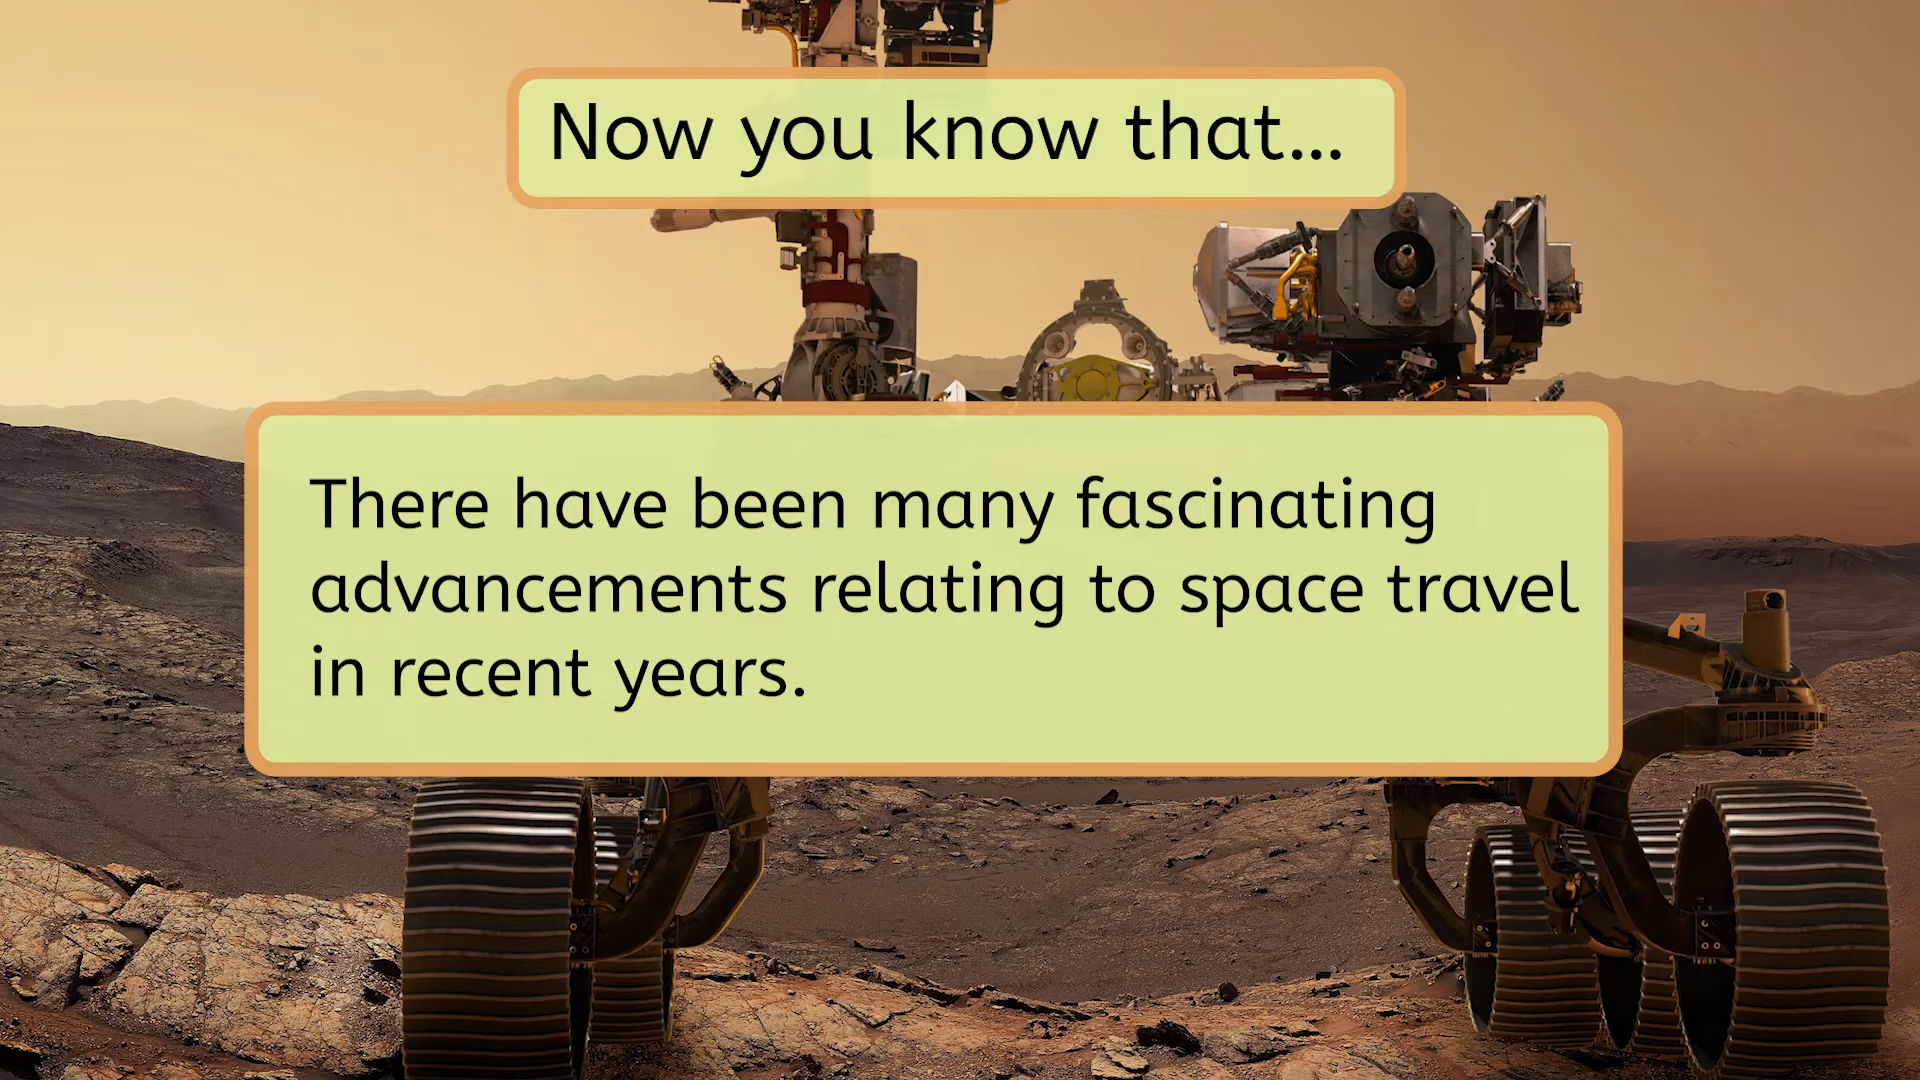 Now you know that...
There have been many fascinating
advancements relating to space travel
in recent years.